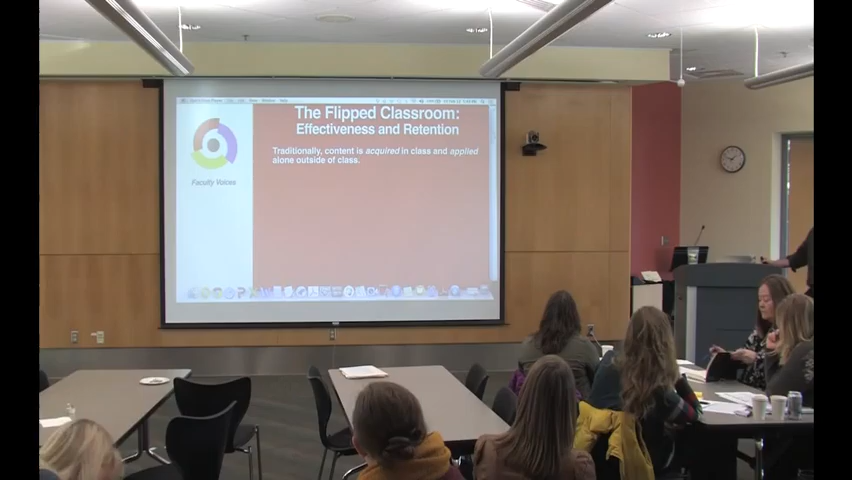 The Flipped Classroom:
Effectiveness and Retention
Traditionally, content is acquired in class and applied
alone outside of class.
Faculty Voices